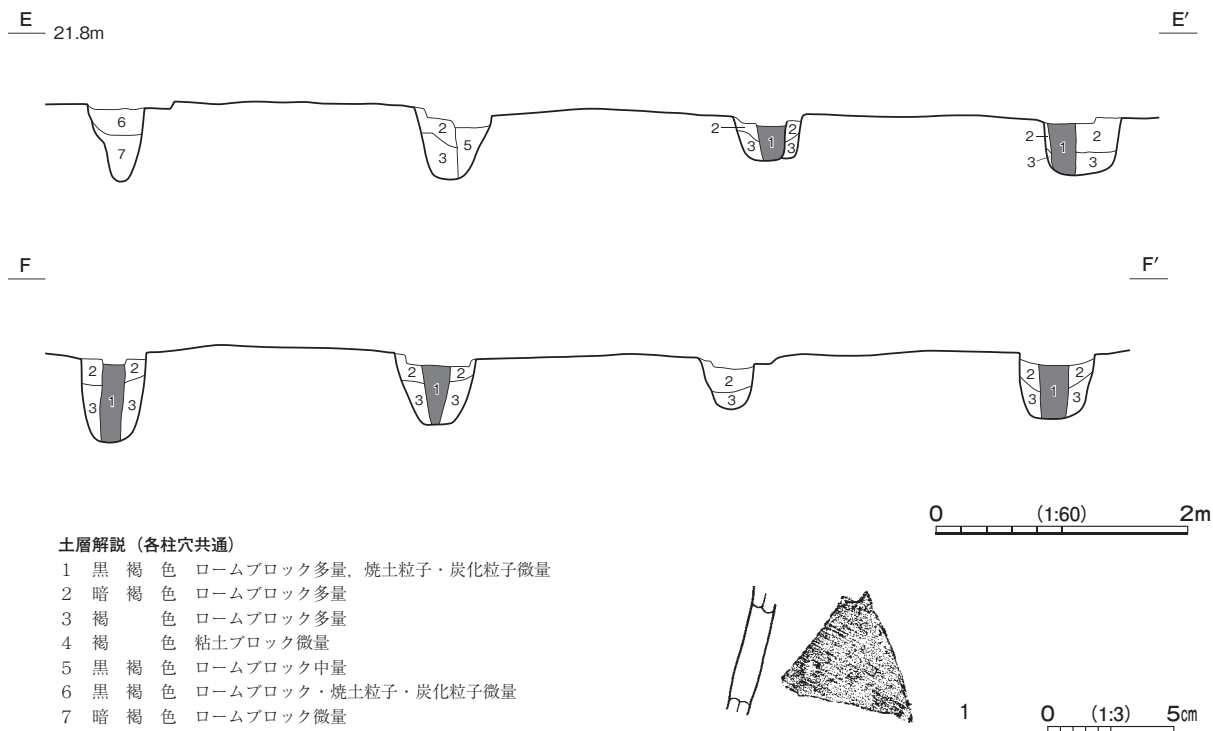 E E′
21.8m
6
7
2
3
5
2
3
1
2
3
2
3
1
2
3
F F′
2
3
1
2
3
2
3
1
2
3
2
3
2
3
1
2
3
0 (1:60) 2m
土層解説（各柱穴共通）
1 黒褐色 ロームブロック多量，焼土粒子・炭化粒子微量
2 暗褐色 ロームブロック多量
3 褐色 ロームブロック多量
4 褐色 粘土ブロック微量
5 黒褐色 ロームブロック中量
6 黒褐色 ロームブロック・焼土粒子・炭化粒子微量
7 暗褐色 ロームブロック微量
1
0 (1:3) 5cm